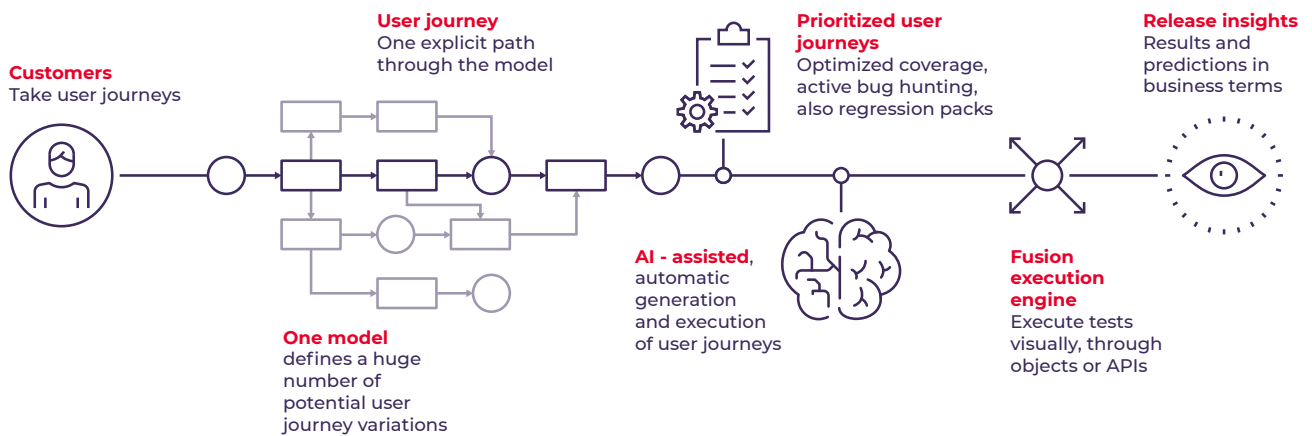 Customers
Take user journeys
User journey
One explicit path
through the model
One model
defines a huge
number of
potential user
journey variations
Prioritized user
journeys
Optimized coverage,
active bug hunting,
also regression packs
AI - assisted,
automatic
generation
and execution
of user journeys
Fusion
execution
engine
Execute tests
visually, through
objects or APIs
Release insights
Results and
predictions in
business terms